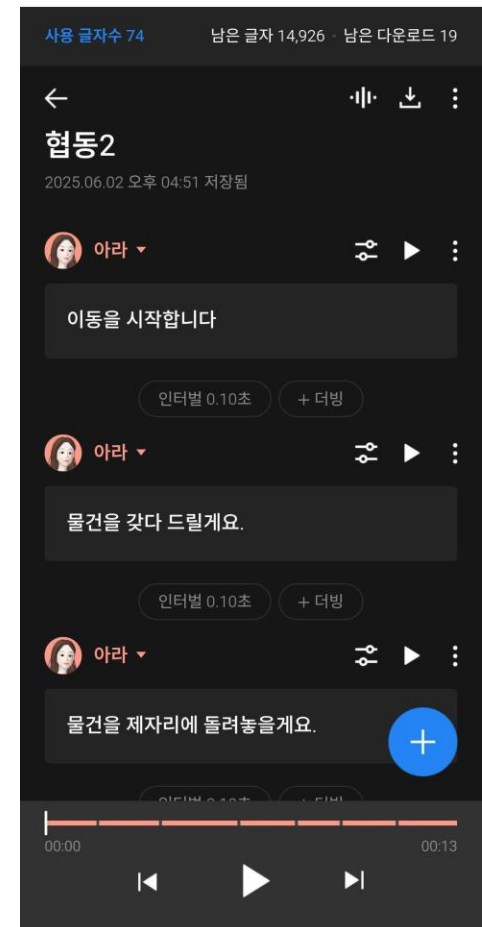 사용 글자수 74 남은 글자 14,926 · 남은 다운로드 19
협동2
2025.06.02 오후 04:51 저장됨
아라
이동을 시작합니다
인터벌 0.10초 + 더빙
아라
물건을 갖다 드릴게요.
인터벌 0.10초 + 더빙
아라
물건을 제자리에 돌려놓을게요.
00:00 00:13